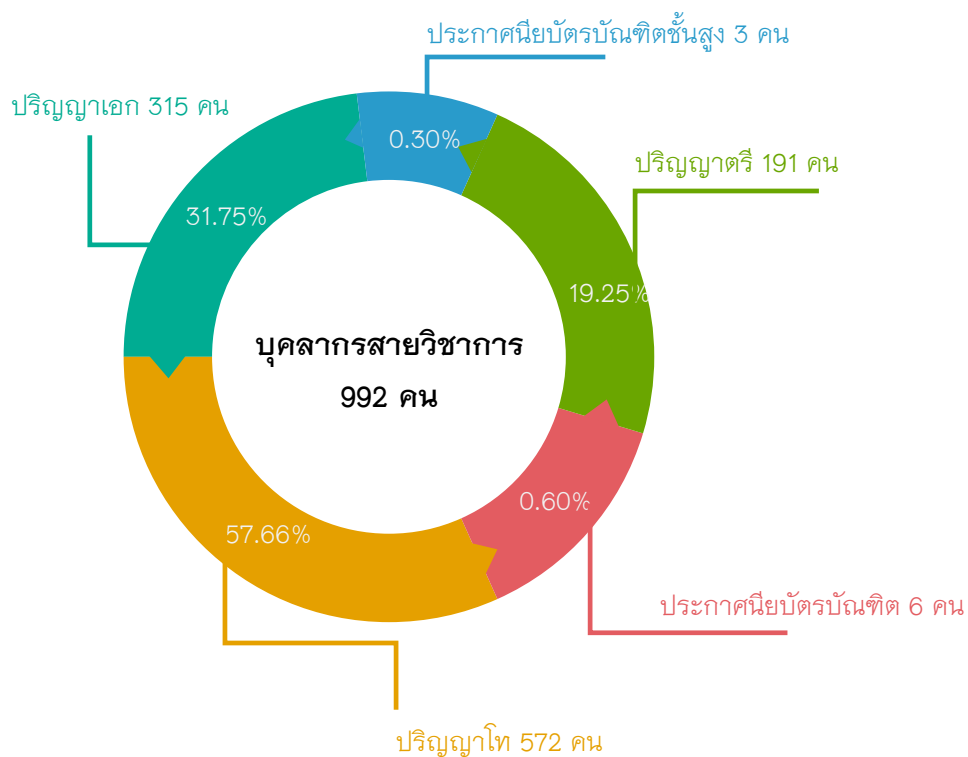 ประกาศนียบัตรบัณฑิตชั้นสูง 3 คน
ปริญญาเอก 315 คน
0.30%
ปริญญาตรี 191 คน
31.75%
19.25%
บุคลากรสายวิชาการ
992 คน
0.60%
57.66%
ประกาศนียบัตรบัณฑิต 6 คน
ปริญญาโท 572 คน